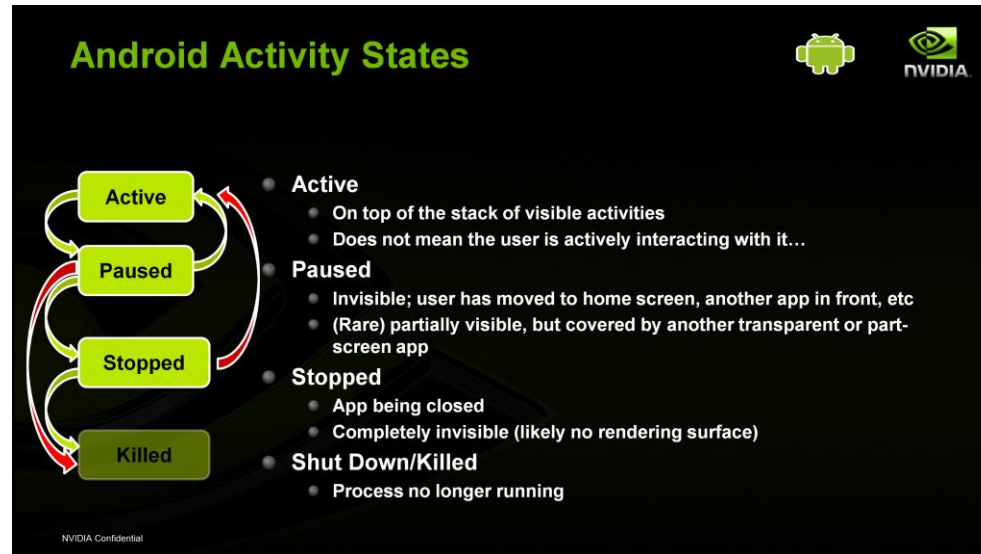 Android Activity States
NVIDIA
Active
Paused
Stopped
Killed
Active
On top of the stack of visible activities
Does not mean the user is actively interacting with it…
Paused
Invisible; user has moved to home screen, another app in front, etc
(Rare) partially visible, but covered by another transparent or part-
screen app
Stopped
App being closed
Completely invisible (likely no rendering surface)
Shut Down/Killed
Process no longer running
NVIDIA Confidential